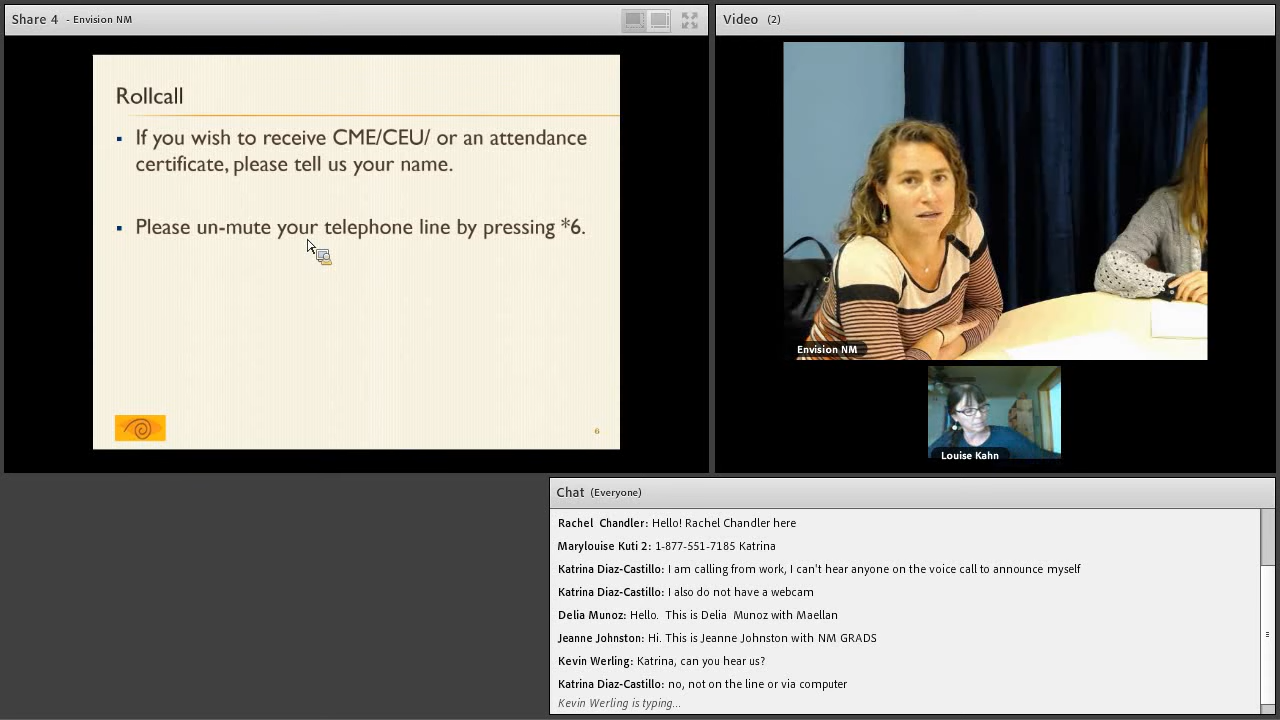 Share 4 - Envision NM
Rollcall
If you wish to receive CME/CEU/ or an attendance
certificate, please tell us your name.
Please un-mute your telephone line by pressing *6.
6
Video (2)
Envision NM
Louise Kahn
Chat (Everyone)
Rachel Chandler: Hello! Rachel Chandler here
Marylouise Kuti 2: 1-877-551-7185 Katrina
Katrina Diaz-Castillo: I am calling from work, I can't hear anyone on the voice call to announce myself
Katrina Diaz-Castillo: I also do not have a webcam
Delia Munoz: Hello. This is Delia Munoz with Maellan
Jeanne Johnston: Hi. This is Jeanne Johnston with NM GRADS
Kevin Werling: Katrina, can you hear us?
Katrina Diaz-Castillo: no, not on the line or via computer
Kevin Werling is typing...